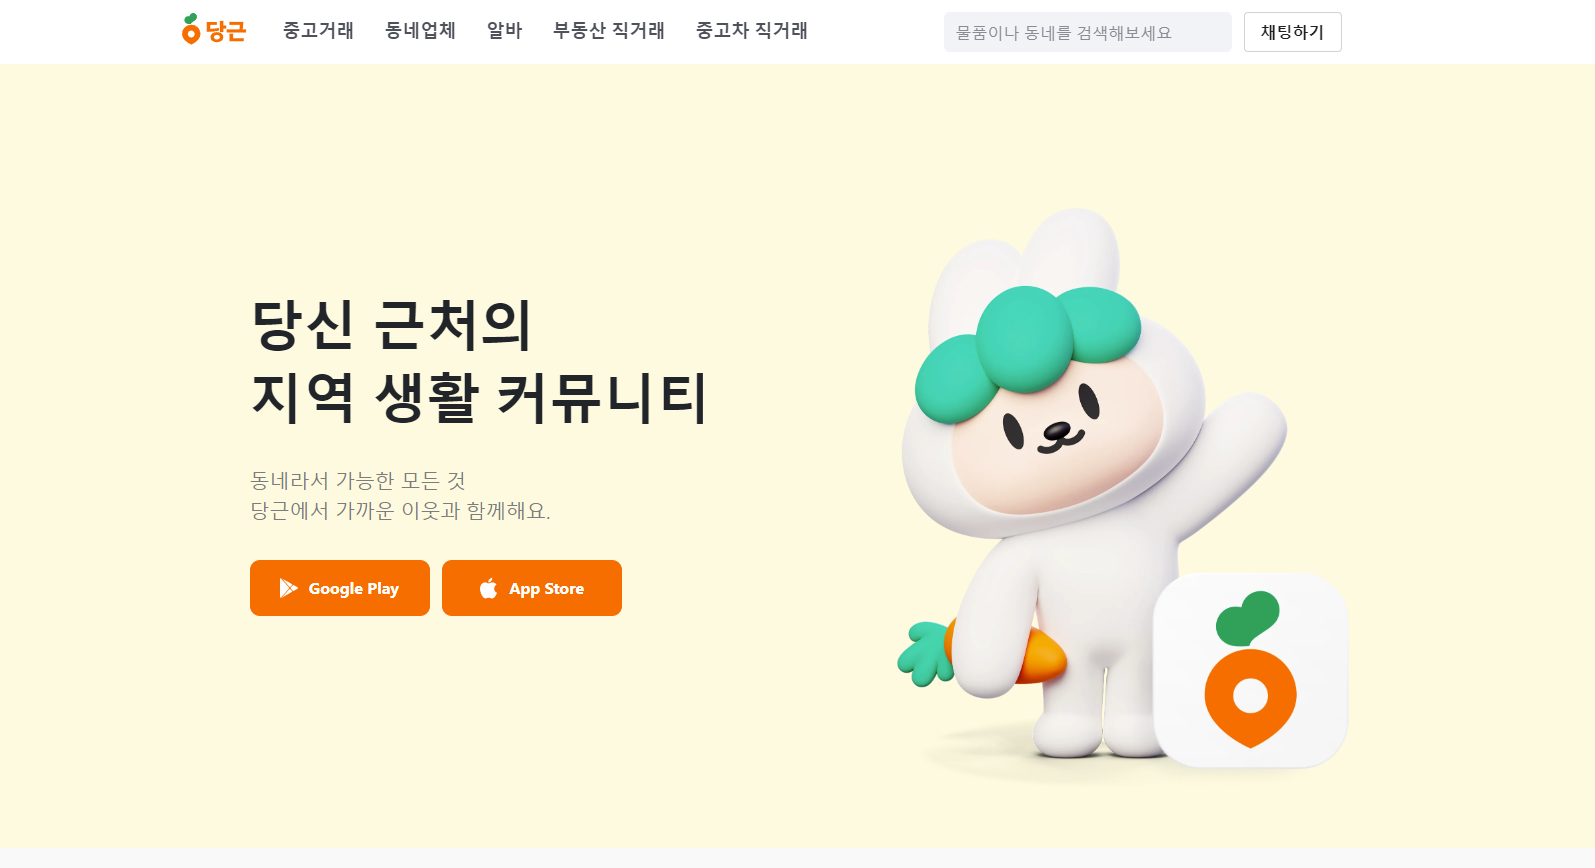 당근 중고거래 동네업체 알바 부동산 직거래 중고차 직거래 물품이나 동네를 검색해보세요 채팅하기
당신 근처의
지역 생활 커뮤니티
동네라서 가능한 모든 것
당근에서 가까운 이웃과 함께해요.
Google Play App Store